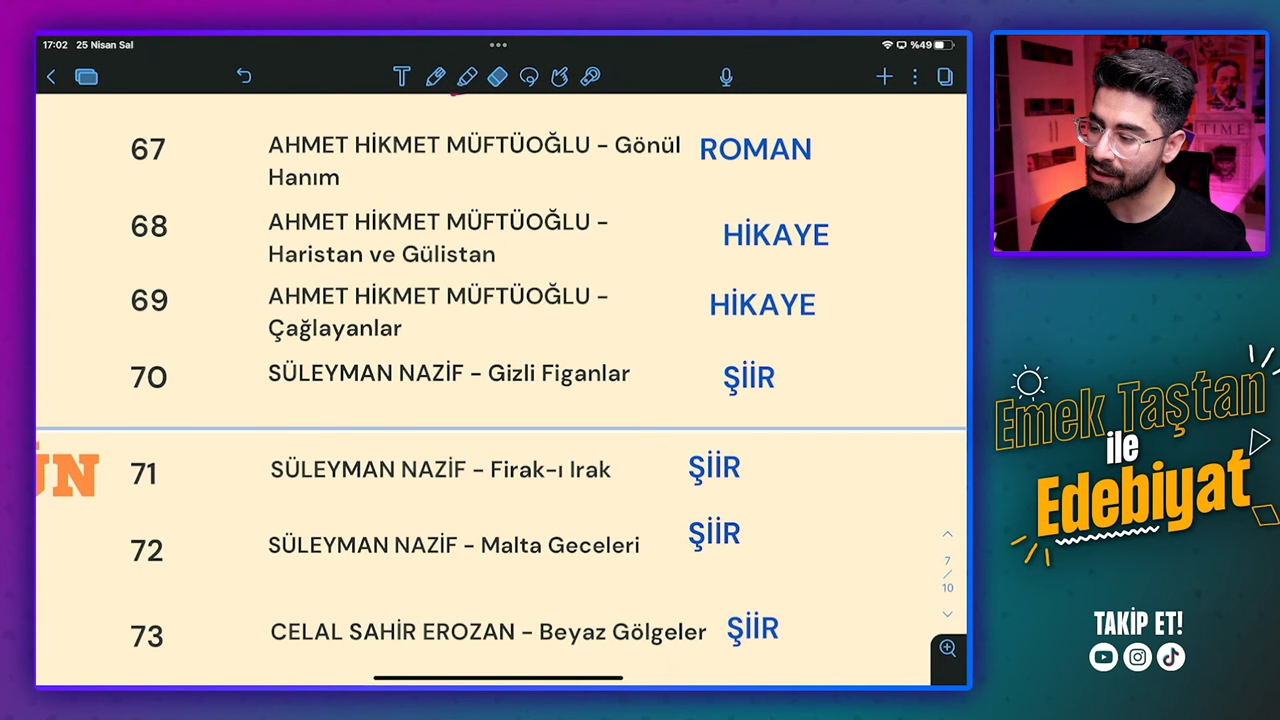 17:02 25 Nisan Sal
%49
67 AHMET HİKMET MÜFTÜOĞLU - Gönül ROMAN
Hanım
68 AHMET HİKMET MÜFTÜOĞLU -
Haristan ve Gülistan HİKAYE
69 AHMET HİKMET MÜFTÜOĞLU - HİKAYE
Çağlayanlar
70 SÜLEYMAN NAZİF - Gizli Figanlar ŞİİR
ÜN
71 SÜLEYMAN NAZİF - Firak-ı Irak ŞİİR
72 SÜLEYMAN NAZİF - Malta Geceleri ŞİİR
73 CELAL SAHİR EROZAN - Beyaz Gölgeler ŞİİR
7
/
10
TIME
Emek Taştan
ile
Edebiyat
TAKİP ET!